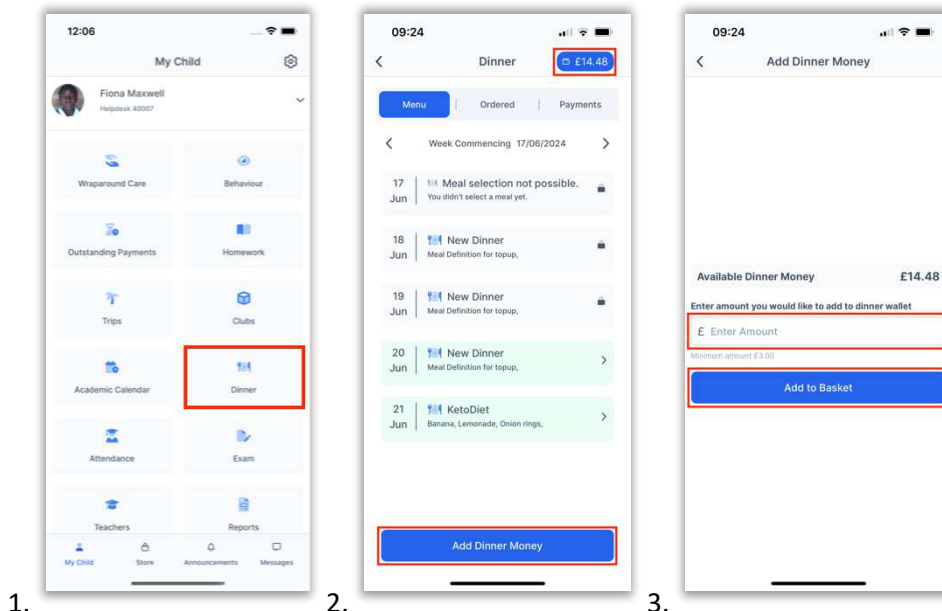 12:06
My Child
Fiona Maxwell
Helpdesk 40007
Wraparound Care
Behaviour
Outstanding Payments
Homework
Trips
Clubs
Academic Calendar
Dinner
Attendance
Exam
Teachers
Reports
My Child
Store
Announcements
Messages
1.
09:24
Dinner
£14.48
Menu
Ordered
Payments
Week Commencing 17/06/2024
17
Jun
Meal selection not possible.
You didn't select a meal yet.
18
Jun
New Dinner
Meal Definition for topup,
19
Jun
New Dinner
Meal Definition for topup,
20
Jun
New Dinner
Meal Definition for topup,
21
Jun
KetoDiet
Banana, Lemonade, Onion rings,
Add Dinner Money
2.
09:24
Add Dinner Money
Available Dinner Money £14.48
Enter amount you would like to add to dinner wallet
£ Enter Amount
Minimum amount £3.00
Add to Basket
3.